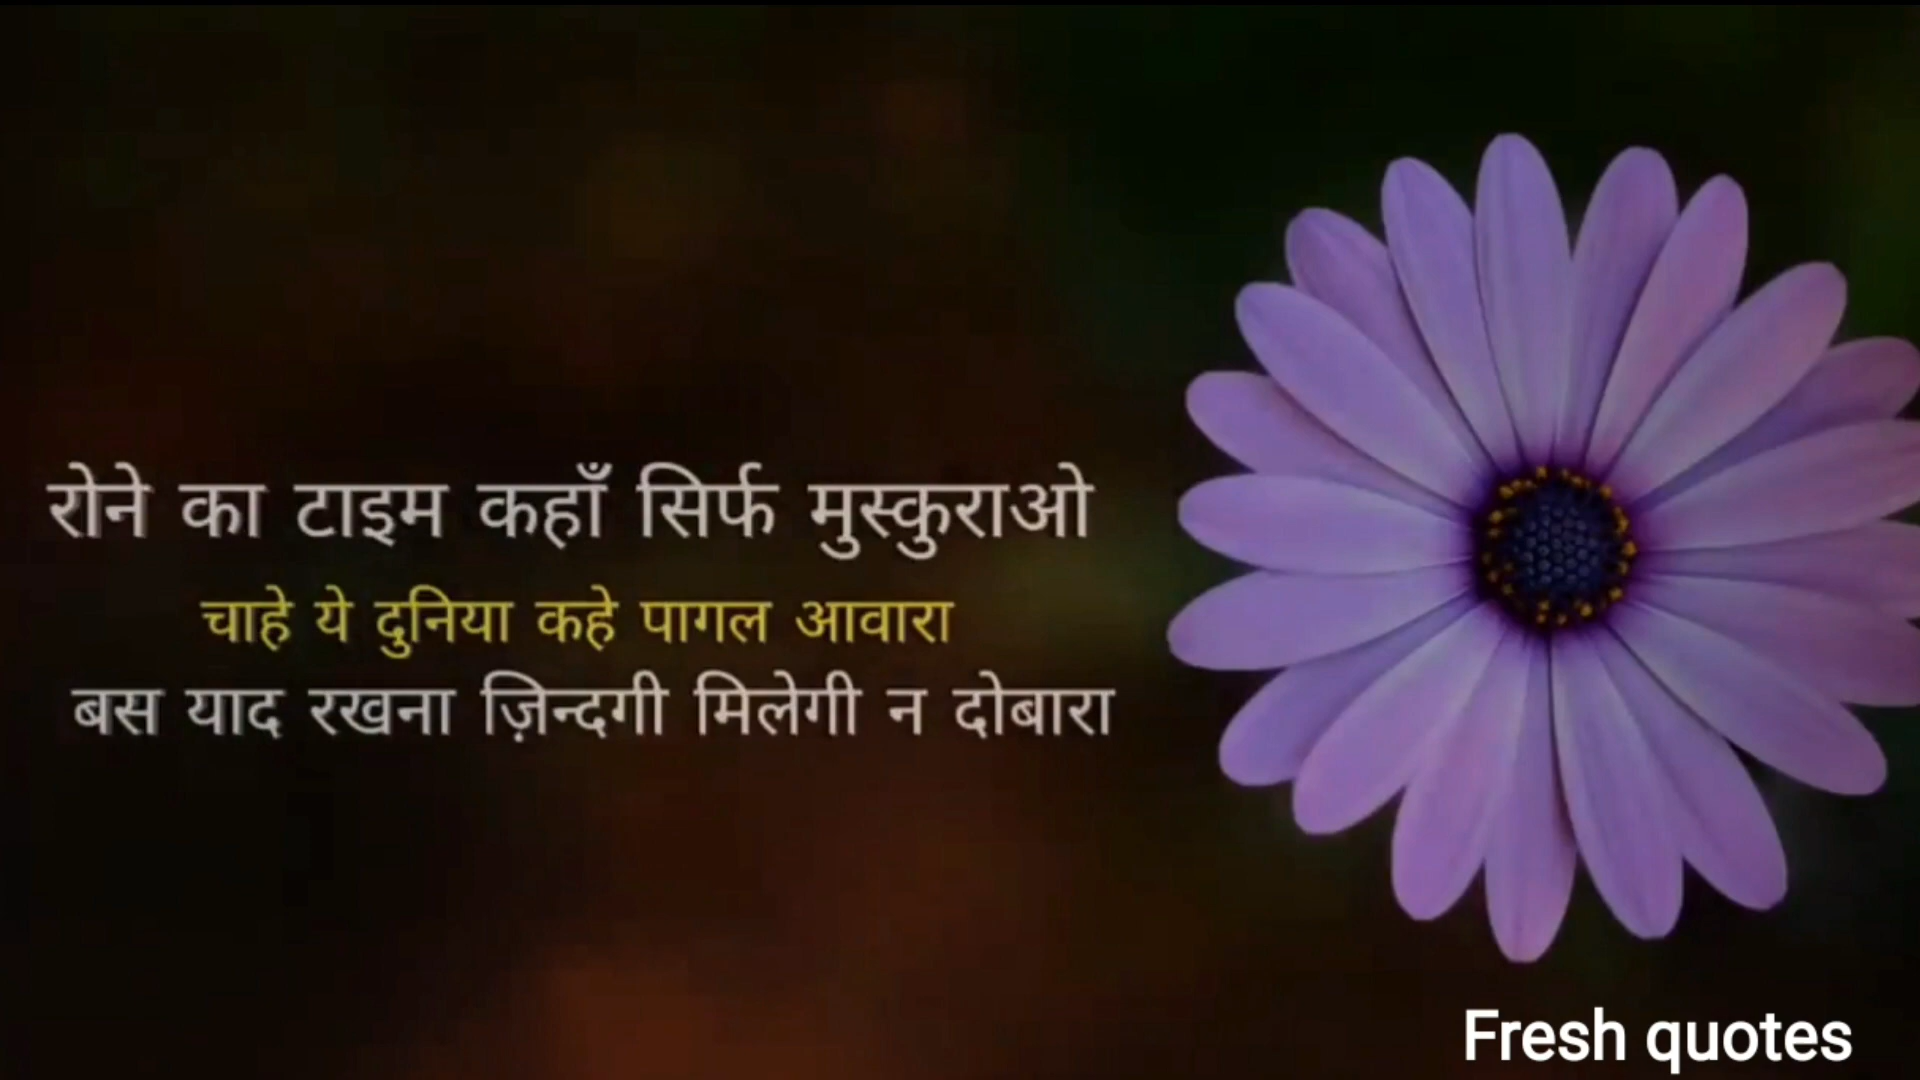 रोने का टाइम कहाँ सिर्फ मुस्कुराओ
चाहे ये दुनिया कहे पागल आवारा
बस याद रखना ज़िन्दगी मिलेगी न दोबारा
Fresh quotes